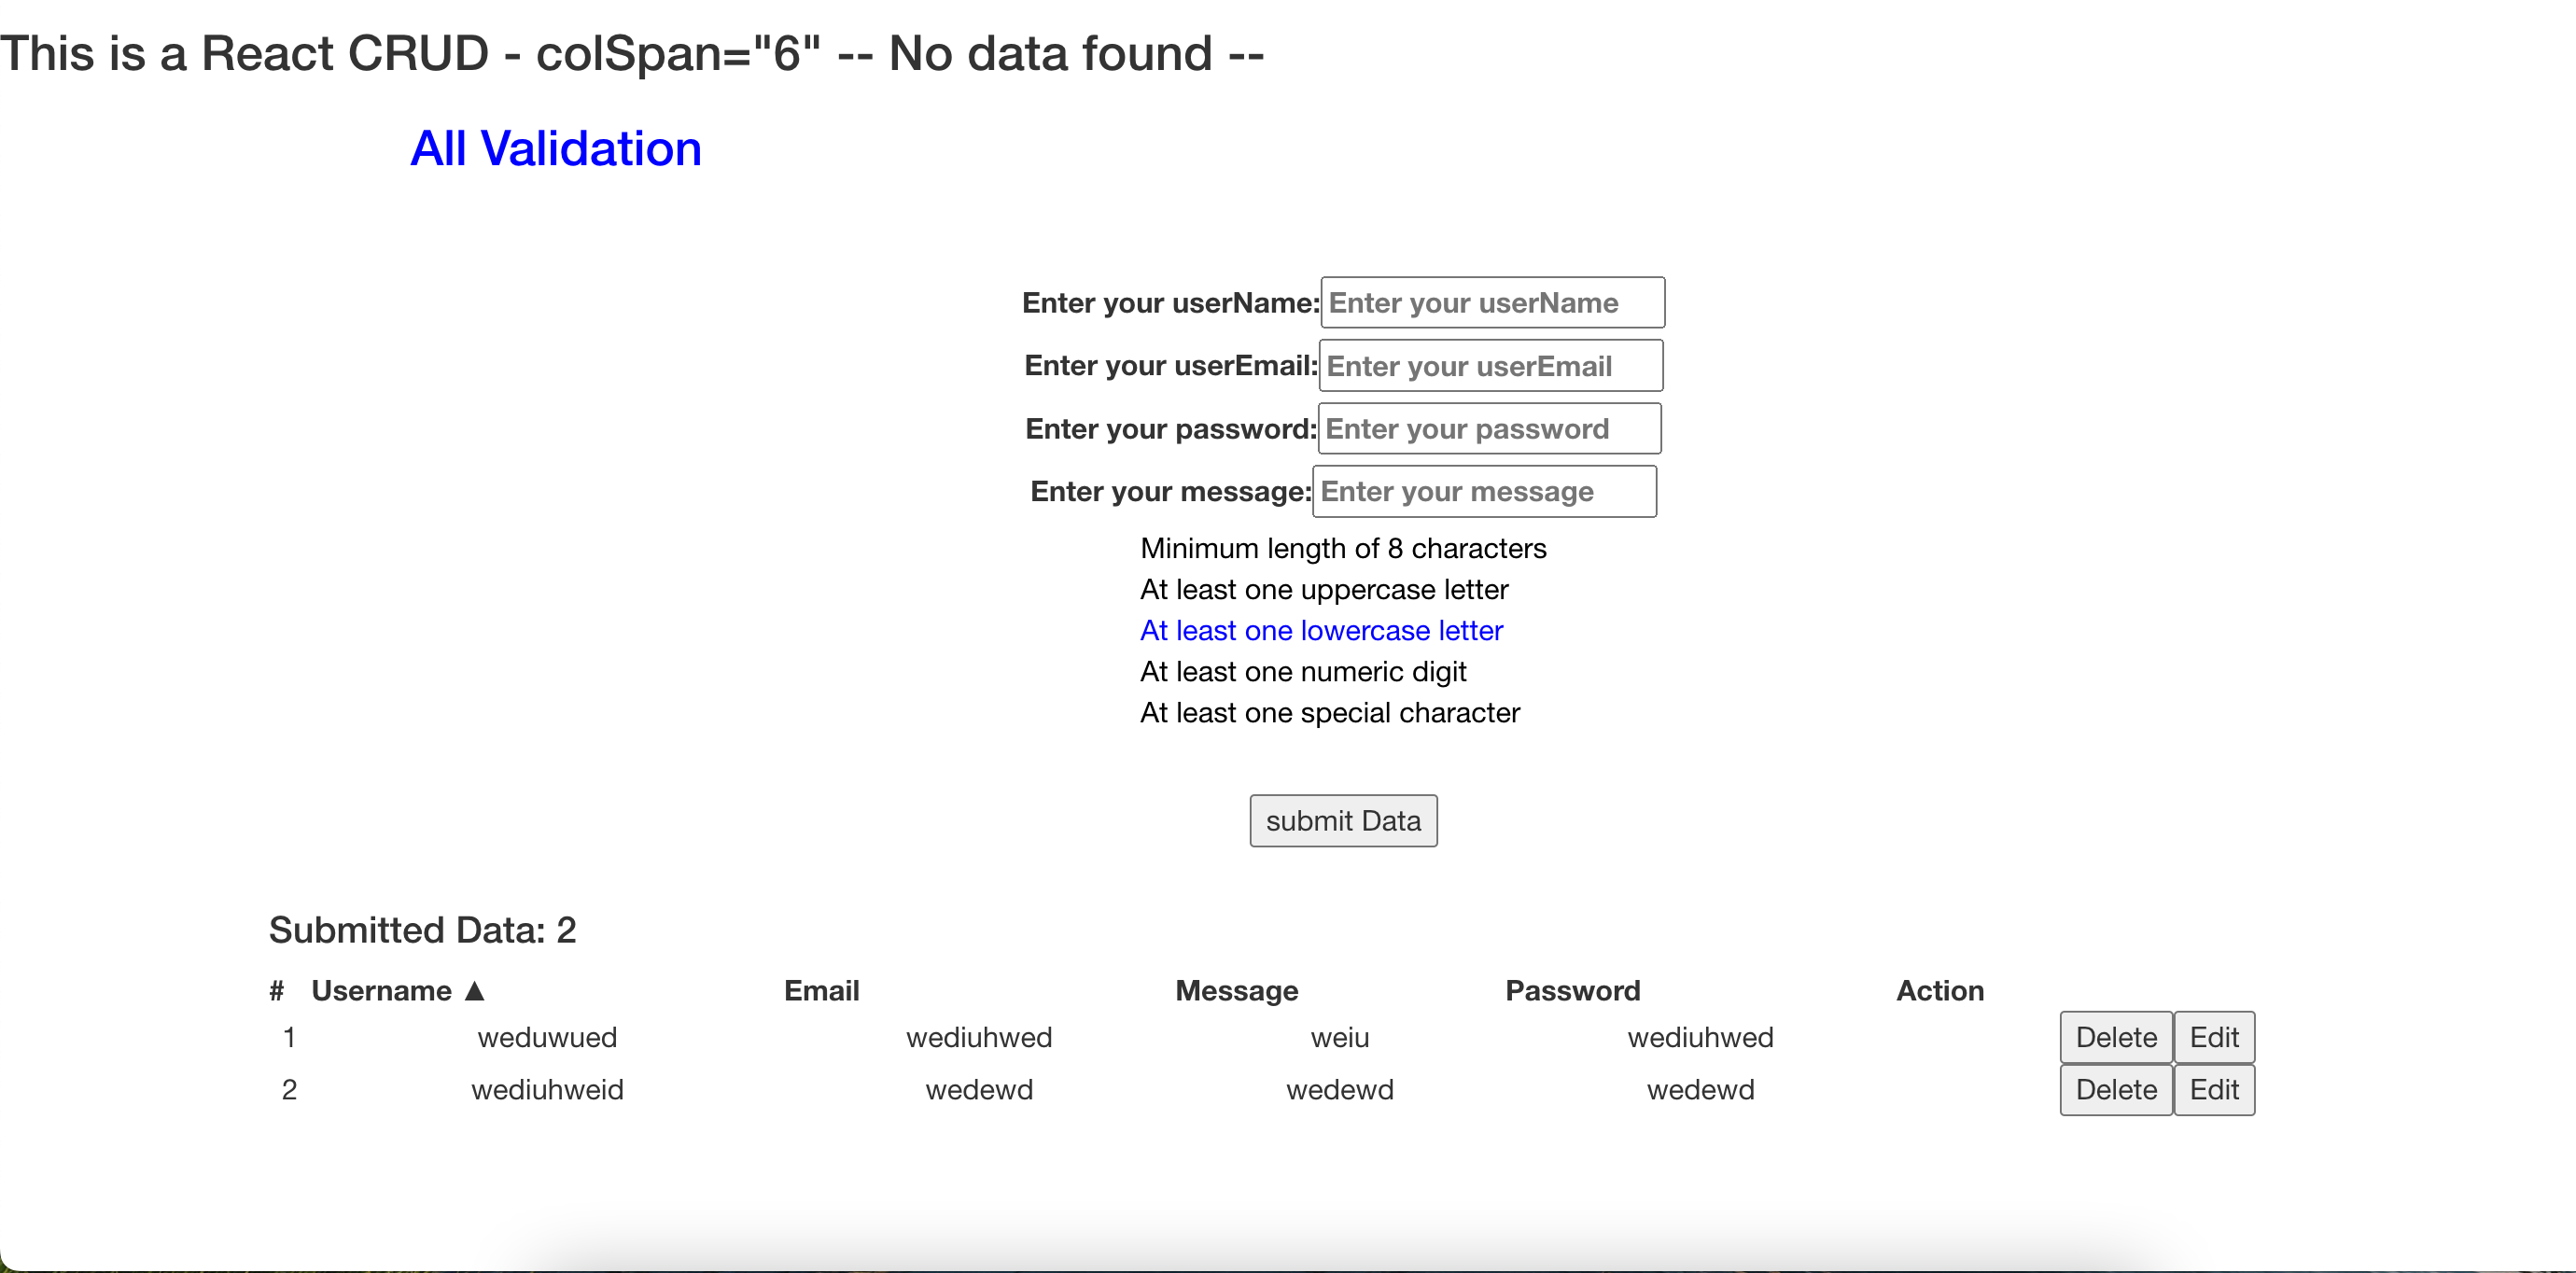 This is a React CRUD - colSpan="6" -- No data found --
All Validation
Enter your userName: Enter your userName
Enter your userEmail: Enter your userEmail
Enter your password: Enter your password
Enter your message: Enter your message
Minimum length of 8 characters
At least one uppercase letter
At least one lowercase letter
At least one numeric digit
At least one special character
submit Data
Submitted Data: 2
# Username ▲ Email Message Password Action
1 weduwued wediuhwed weiu wediuhwed Delete Edit
2 wediuhweid wedewd wedewd wedewd Delete Edit